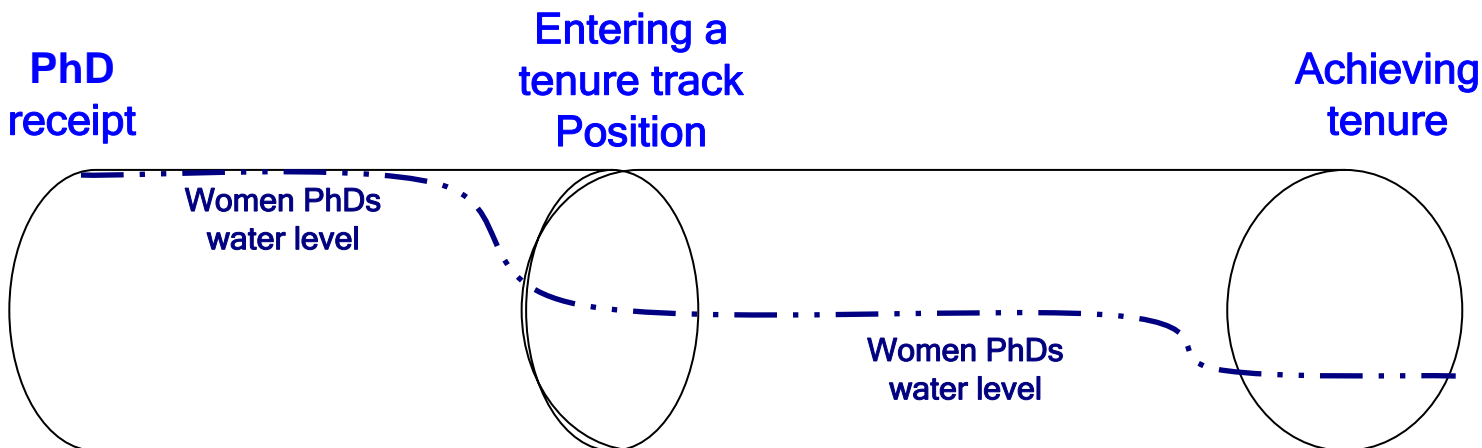 PhD
receipt
Entering a
tenure track
Position
Achieving
tenure
Women PhDs
water level
Women PhDs
water level